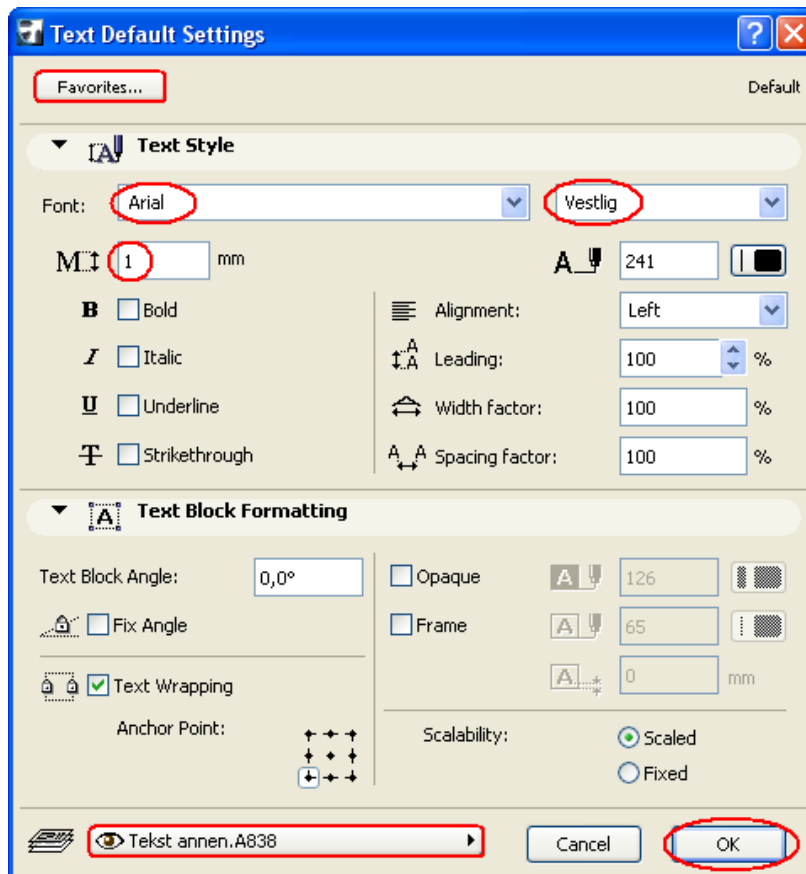 Text Default Settings
Favorites...
Default
Text Style
Font: Arial Vestlig
M 1 mm A 241
B Bold Alignment: Left
I Italic A A Leading: 100 %
U Underline Width factor: 100 %
T Strikethrough A A Spacing factor: 100 %
A Text Block Formatting
Text Block Angle: 0,0° Opaque A 126
Fix Angle Frame A 65
A 0 mm
Text Wrapping
Anchor Point: Scalability: Scaled
Fixed
Tekst annen.A838 Cancel OK